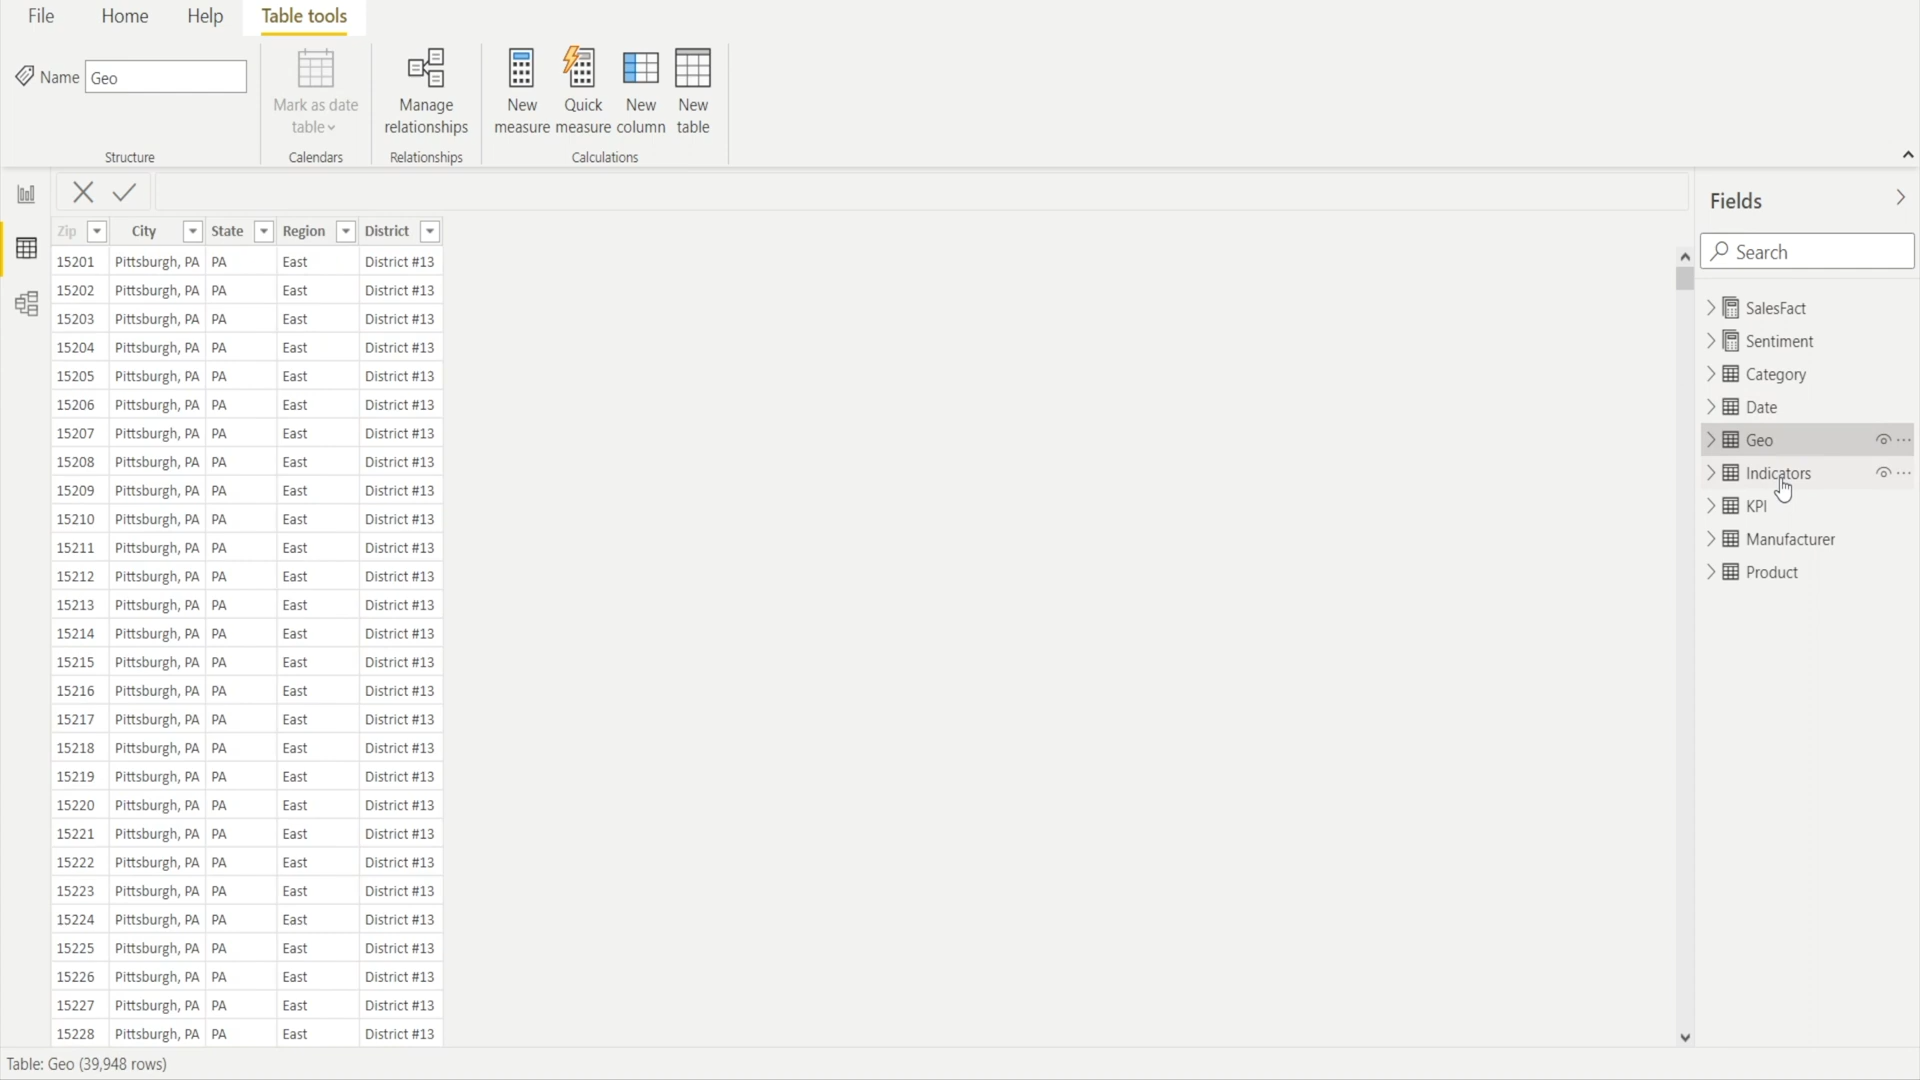 File Home Help Table tools
Name Geo
Mark as date table
Manage relationships
New measure
Quick measure
New column
New table
Structure Calendars Relationships Calculations
Fields
Search
SalesFact
Sentiment
Category
Date
Geo
Indicators
KPI
Manufacturer
Product
Zip City State Region District
15201 Pittsburgh, PA PA East District #13
15202 Pittsburgh, PA PA East District #13
15203 Pittsburgh, PA PA East District #13
15204 Pittsburgh, PA PA East District #13
15205 Pittsburgh, PA PA East District #13
15206 Pittsburgh, PA PA East District #13
15207 Pittsburgh, PA PA East District #13
15208 Pittsburgh, PA PA East District #13
15209 Pittsburgh, PA PA East District #13
15210 Pittsburgh, PA PA East District #13
15211 Pittsburgh, PA PA East District #13
15212 Pittsburgh, PA PA East District #13
15213 Pittsburgh, PA PA East District #13
15214 Pittsburgh, PA PA East District #13
15215 Pittsburgh, PA PA East District #13
15216 Pittsburgh, PA PA East District #13
15217 Pittsburgh, PA PA East District #13
15218 Pittsburgh, PA PA East District #13
15219 Pittsburgh, PA PA East District #13
15220 Pittsburgh, PA PA East District #13
15221 Pittsburgh, PA PA East District #13
15222 Pittsburgh, PA PA East District #13
15223 Pittsburgh, PA PA East District #13
15224 Pittsburgh, PA PA East District #13
15225 Pittsburgh, PA PA East District #13
15226 Pittsburgh, PA PA East District #13
15227 Pittsburgh, PA PA East District #13
15228 Pittsburgh, PA PA East District #13
Table: Geo (39,948 rows)